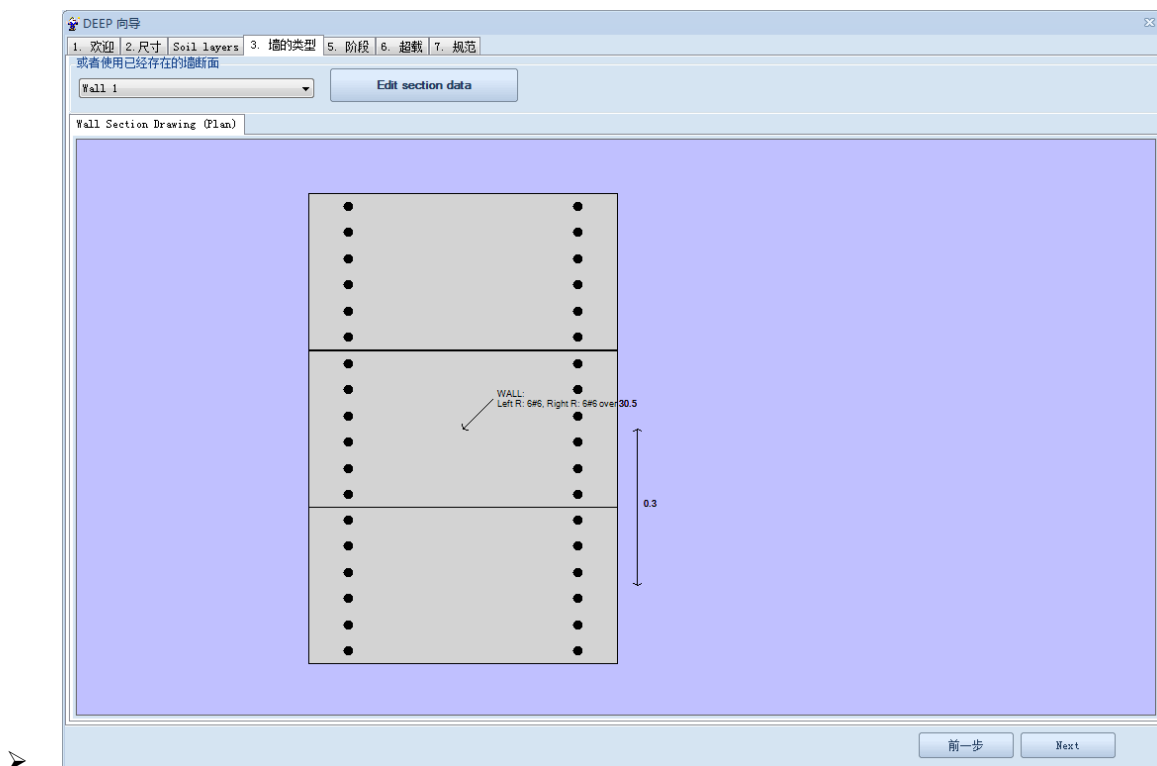 DEEP 向导
1. 欢迎 2.尺寸 Soil layers 3. 墙的类型 5. 阶段 6. 超载 7. 规范
或者使用已经存在的墙断面
Wall 1
Edit section data
Wall Section Drawing (Plan)
WALL:
Left R: 6#6, Right R: 6#6 over 30.5
0.3
前一步 Next